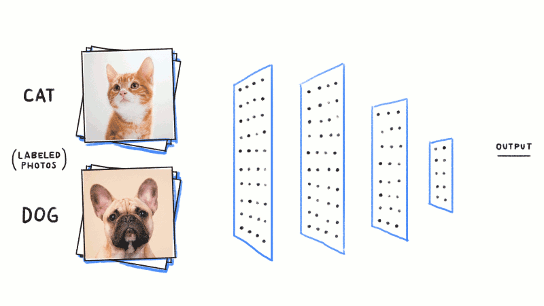 CAT
(LABELED
PHOTOS)
DOG
OUTPUT